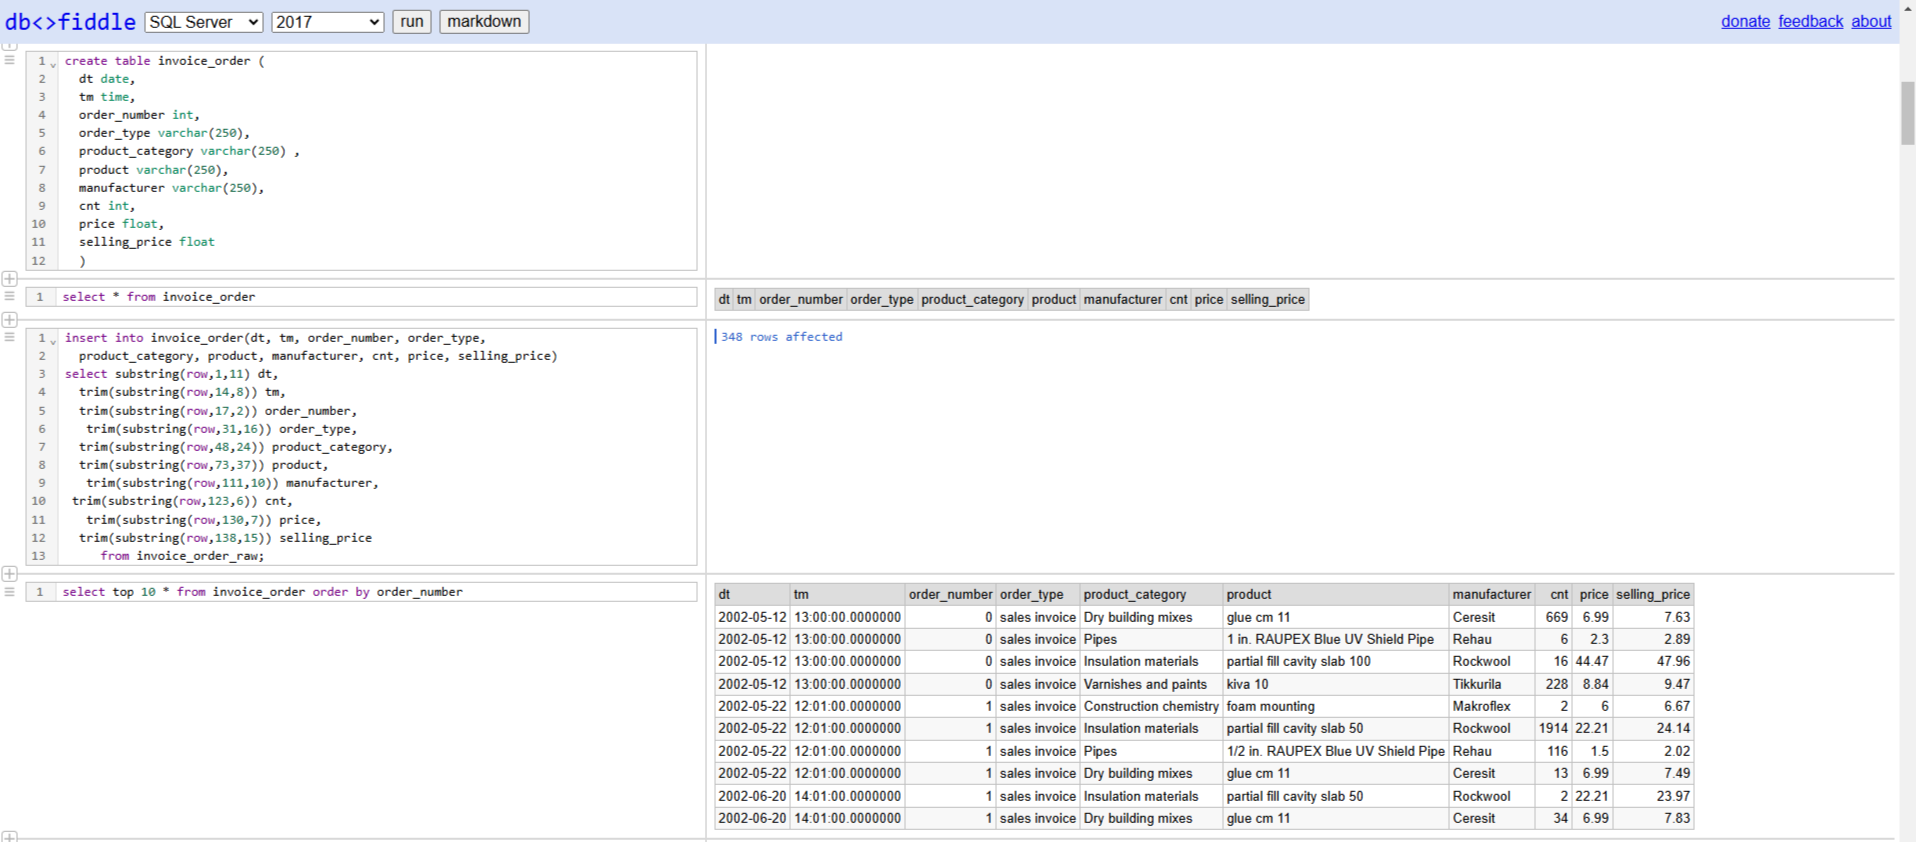 db<>fiddle SQL Server 2017 run markdown donate feedback about
1 create table invoice_order (
2 dt date,
3 tm time,
4 order_number int,
5 order_type varchar(250),
6 product_category varchar(250) ,
7 product varchar(250),
8 manufacturer varchar(250),
9 cnt int,
10 price float,
11 selling_price float
12 )
1 select * from invoice_order
dt tm order_number order_type product_category product manufacturer cnt price selling_price
1 insert into invoice_order(dt, tm, order_number, order_type,
2 product_category, product, manufacturer, cnt, price, selling_price)
3 select substring(row,1,11) dt,
4 trim(substring(row,14,8)) tm,
5 trim(substring(row,17,2)) order_number,
6 trim(substring(row,31,16)) order_type,
7 trim(substring(row,48,24)) product_category,
8 trim(substring(row,73,37)) product,
9 trim(substring(row,111,10)) manufacturer,
10 trim(substring(row,123,6)) cnt,
11 trim(substring(row,130,7)) price,
12 trim(substring(row,138,15)) selling_price
13 from invoice_order_raw;
348 rows affected
1 select top 10 * from invoice_order order by order_number
dt tm order_number order_type product_category product manufacturer cnt price selling_price
2002-05-12 13:00:00.0000000 0 sales invoice Dry building mixes glue cm 11 Ceresit 669 6.99 7.63
2002-05-12 13:00:00.0000000 0 sales invoice Pipes 1 in. RAUPEX Blue UV Shield Pipe Rehau 6 2.3 2.89
2002-05-12 13:00:00.0000000 0 sales invoice Insulation materials partial fill cavity slab 100 Rockwool 16 44.47 47.96
2002-05-12 13:00:00.0000000 0 sales invoice Varnishes and paints kiva 10 Tikkurila 228 8.84 9.47
2002-05-22 12:01:00.0000000 1 sales invoice Construction chemistry foam mounting Makroflex 2 6 6.67
2002-05-22 12:01:00.0000000 1 sales invoice Insulation materials partial fill cavity slab 50 Rockwool 1914 22.21 24.14
2002-05-22 12:01:00.0000000 1 sales invoice Pipes 1/2 in. RAUPEX Blue UV Shield Pipe Rehau 116 1.5 2.02
2002-05-22 12:01:00.0000000 1 sales invoice Dry building mixes glue cm 11 Ceresit 13 6.99 7.49
2002-06-20 14:01:00.0000000 1 sales invoice Insulation materials partial fill cavity slab 50 Rockwool 2 22.21 23.97
2002-06-20 14:01:00.0000000 1 sales invoice Dry building mixes glue cm 11 Ceresit 34 6.99 7.83